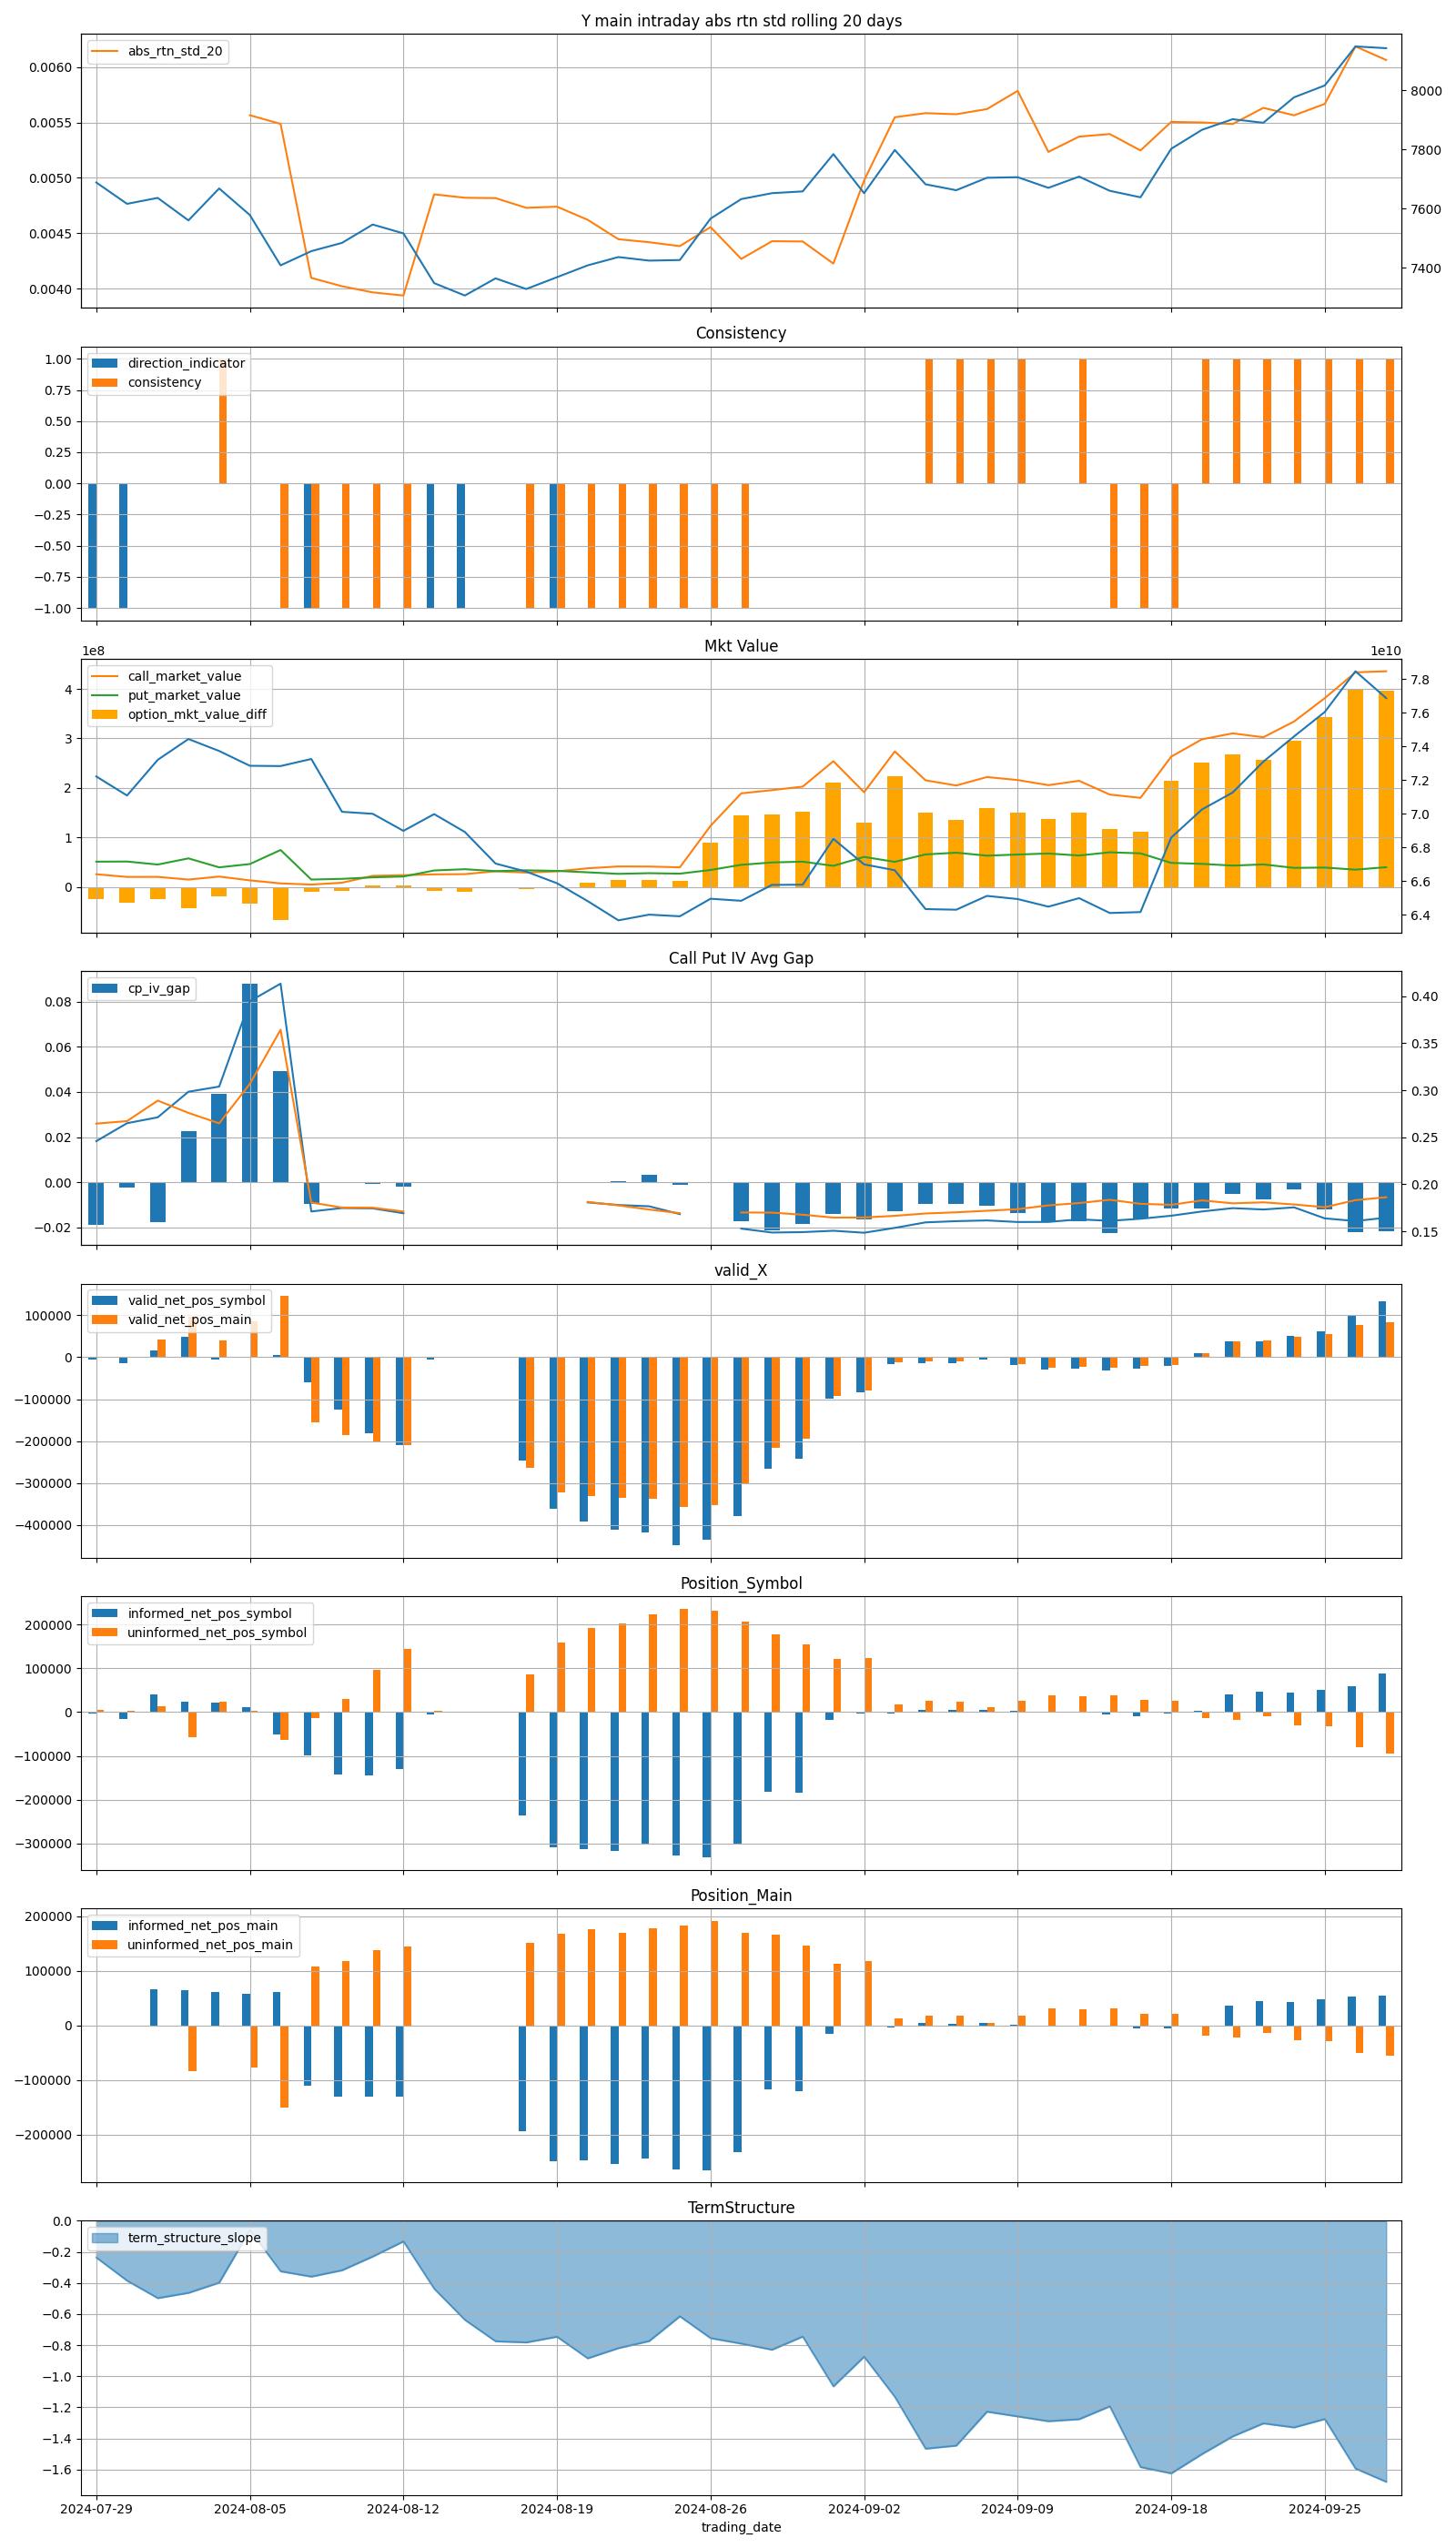 Y main intraday abs rtn std rolling 20 days
abs_rtn_std_20
0.0060
0.0055
0.0050
0.0045
0.0040
8000
7800
7600
7400
Consistency
direction_indicator
consistency
1.00
0.75
0.50
0.25
0.00
−0.25
−0.50
−0.75
−1.00
Mkt Value
1e8
1e10
call_market_value
put_market_value
option_mkt_value_diff
4
3
2
1
0
7.8
7.6
7.4
7.2
7.0
6.8
6.6
6.4
Call Put IV Avg Gap
cp_iv_gap
0.08
0.06
0.04
0.02
0.00
−0.02
0.40
0.35
0.30
0.25
0.20
0.15
valid_X
valid_net_pos_symbol
valid_net_pos_main
100000
0
−100000
−200000
−300000
−400000
Position_Symbol
informed_net_pos_symbol
uninformed_net_pos_symbol
200000
100000
0
−100000
−200000
−300000
Position_Main
informed_net_pos_main
uninformed_net_pos_main
200000
100000
0
−100000
−200000
TermStructure
term_structure_slope
0.0
−0.2
−0.4
−0.6
−0.8
−1.0
−1.2
−1.4
−1.6
2024-07-29 2024-08-05 2024-08-12 2024-08-19 2024-08-26 2024-09-02 2024-09-09 2024-09-18 2024-09-25
trading_date